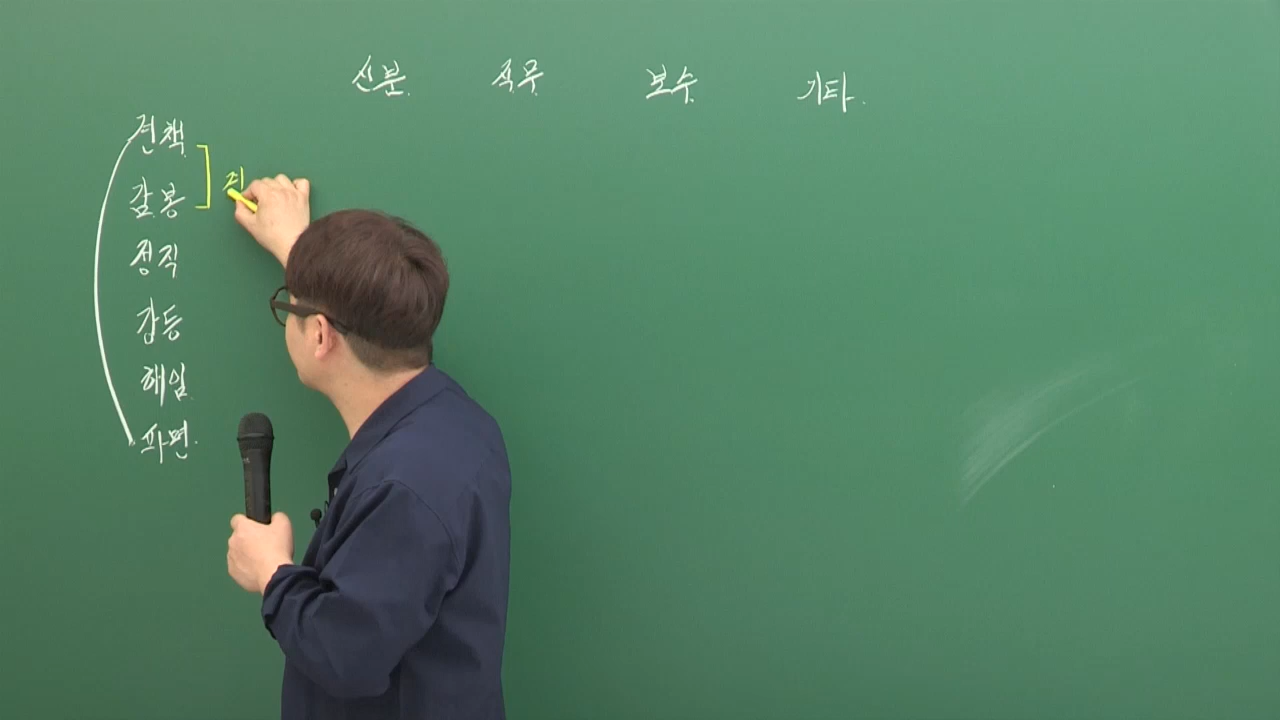 신분 직무 보수 기타.
견책
감봉
정직
강등
해임
파면.